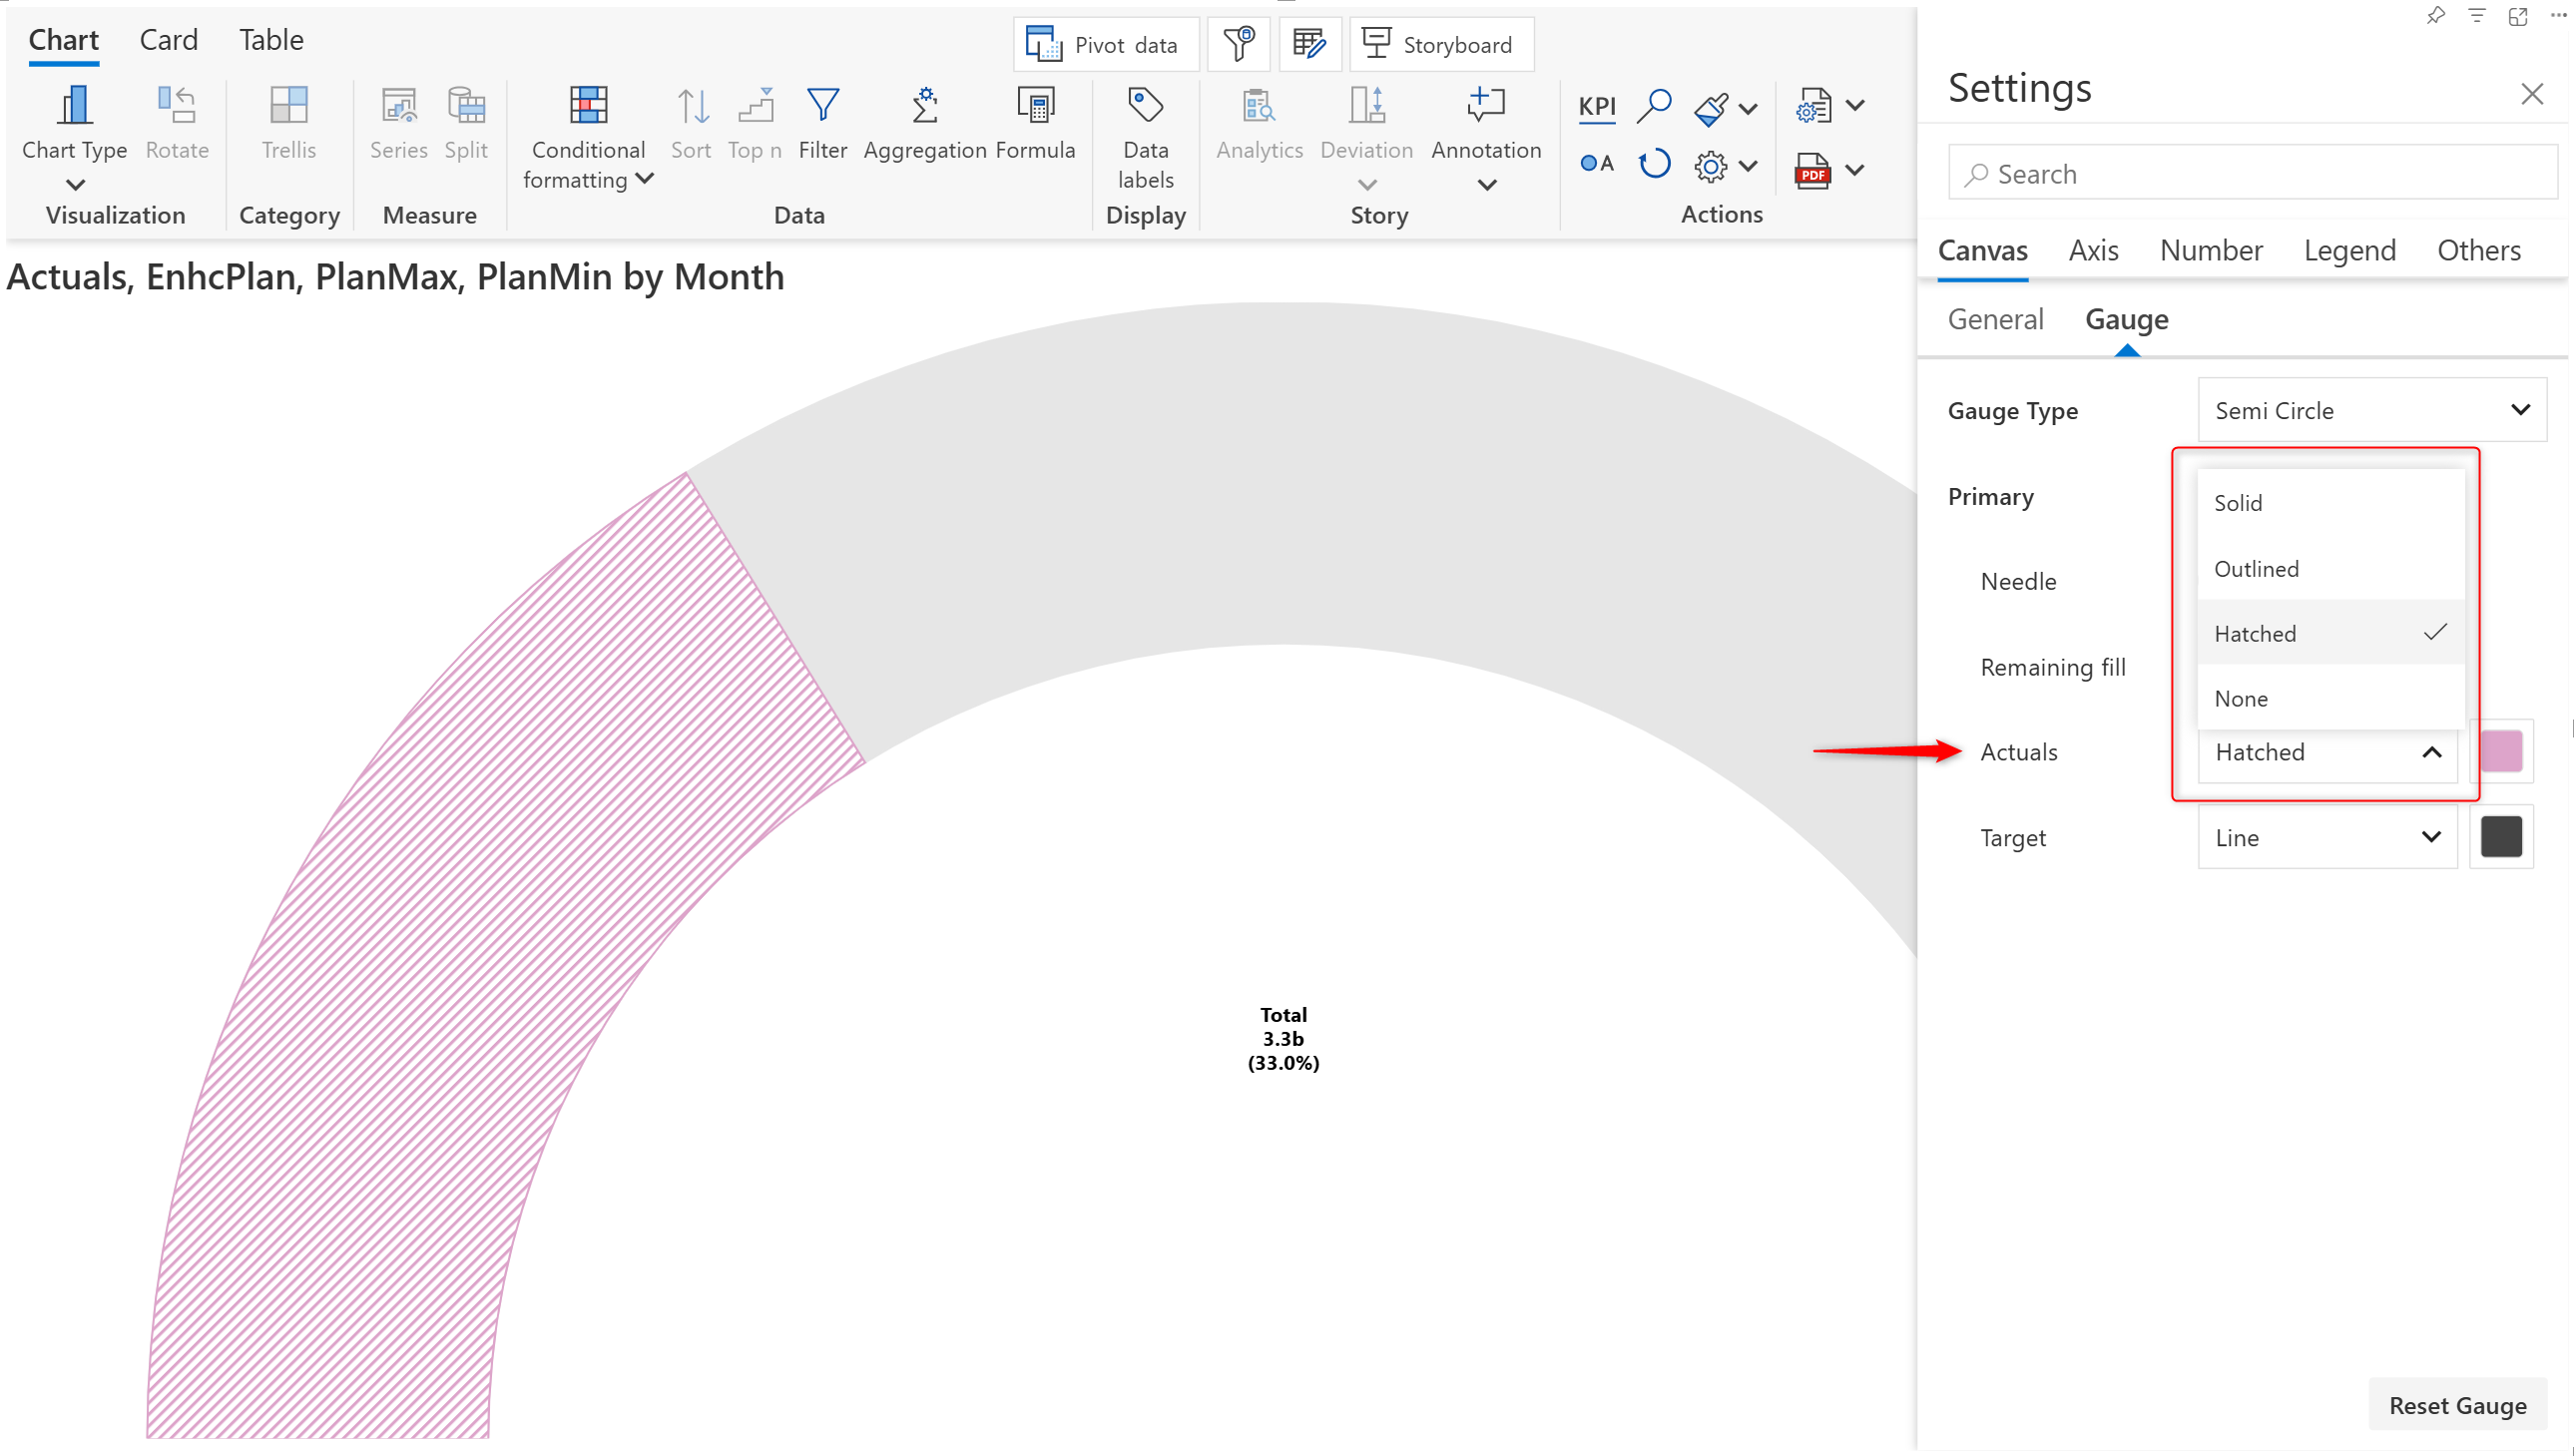 Chart Card Table
Pivot data
Storyboard
Chart Type
Rotate
Visualization
Trellis
Category
Series
Split
Measure
Conditional
formatting
Sort
Top n
Filter
Aggregation
Formula
Data
Data
labels
Display
Analytics
Deviation
Annotation
Story
KPI
A
PDF
Actions
Actuals, EnhcPlan, PlanMax, PlanMin by Month
Total
3.3b
(33.0%)
Settings
Search
Canvas Axis Number Legend Others
General Gauge
Gauge Type Semi Circle
Primary
Solid
Outlined
Needle
Hatched
Remaining fill
None
Actuals Hatched
Target Line
Reset Gauge